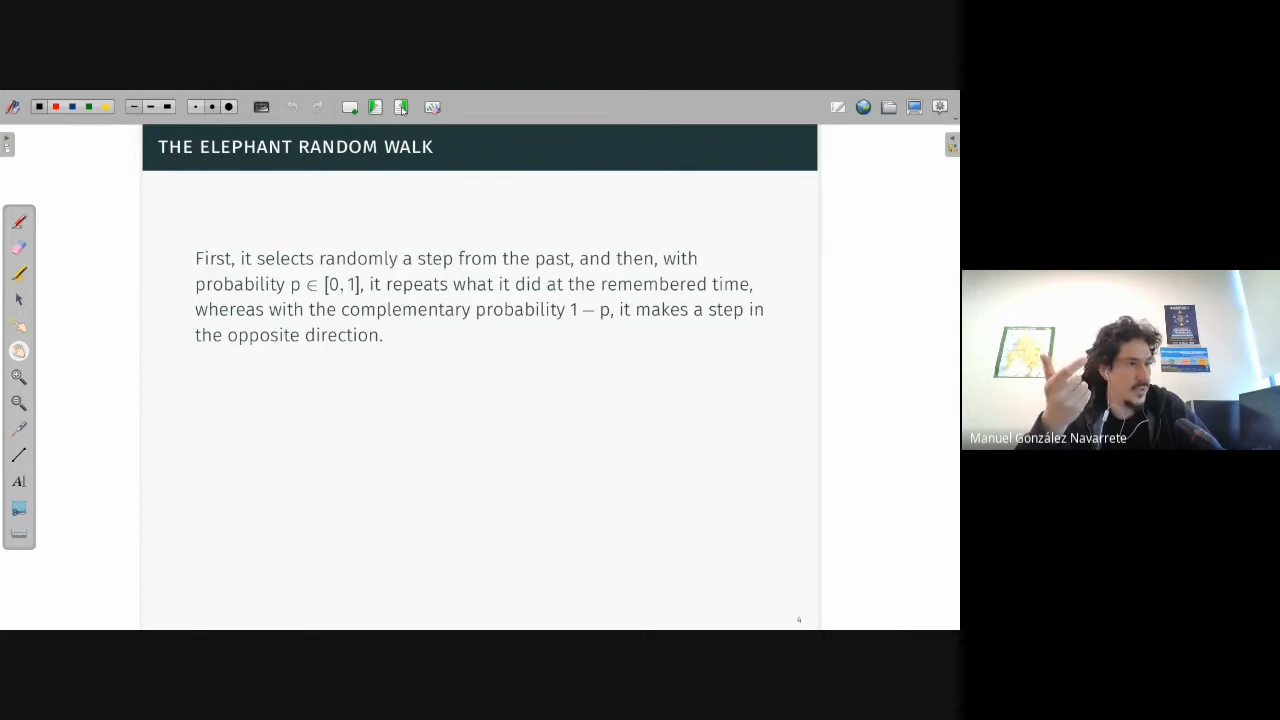 THE ELEPHANT RANDOM WALK
First, it selects randomly a step from the past, and then, with
probability p ∈ [0, 1], it repeats what it did at the remembered time,
whereas with the complementary probability 1 − p, it makes a step in
the opposite direction.
4
Manuel González Navarrete